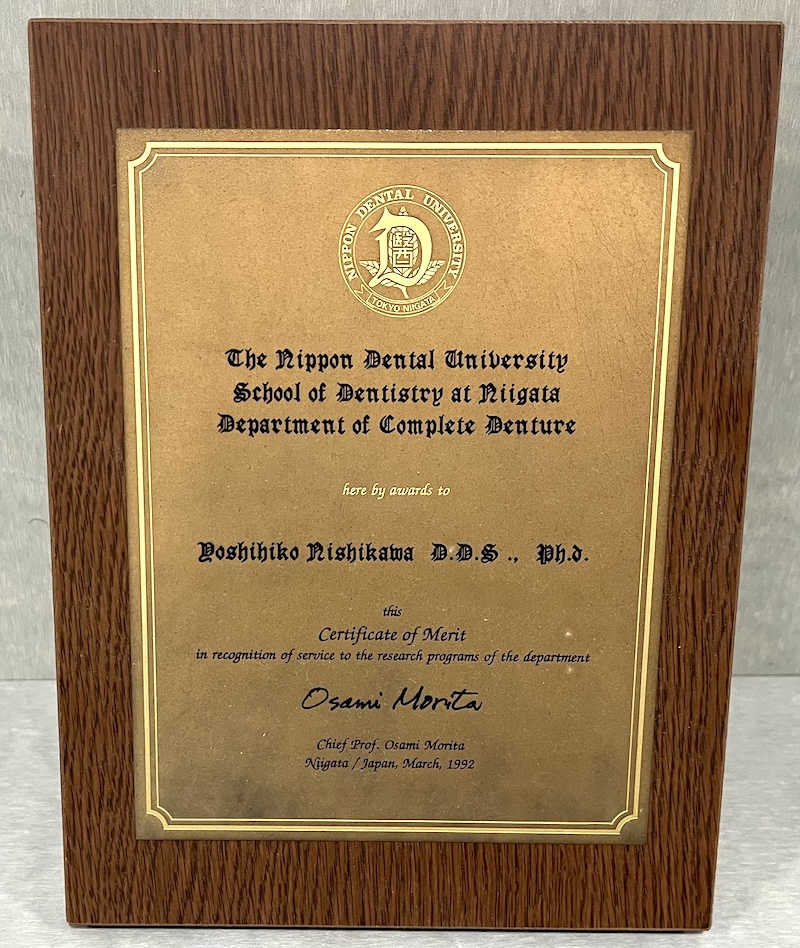 NIPPON DENTAL UNIVERSITY
D
醫
TOKYO·NIIGATA
The Nippon Dental University
School of Dentistry at Niigata
Department of Complete Denture
here by awards to
Yoshihiko Nishikawa D.D.S ., Ph.d.
this
Certificate of Merit
in recognition of service to the research programs of the department
Osami Morita
Chief Prof. Osami Morita
Niigata / Japan, March, 1992